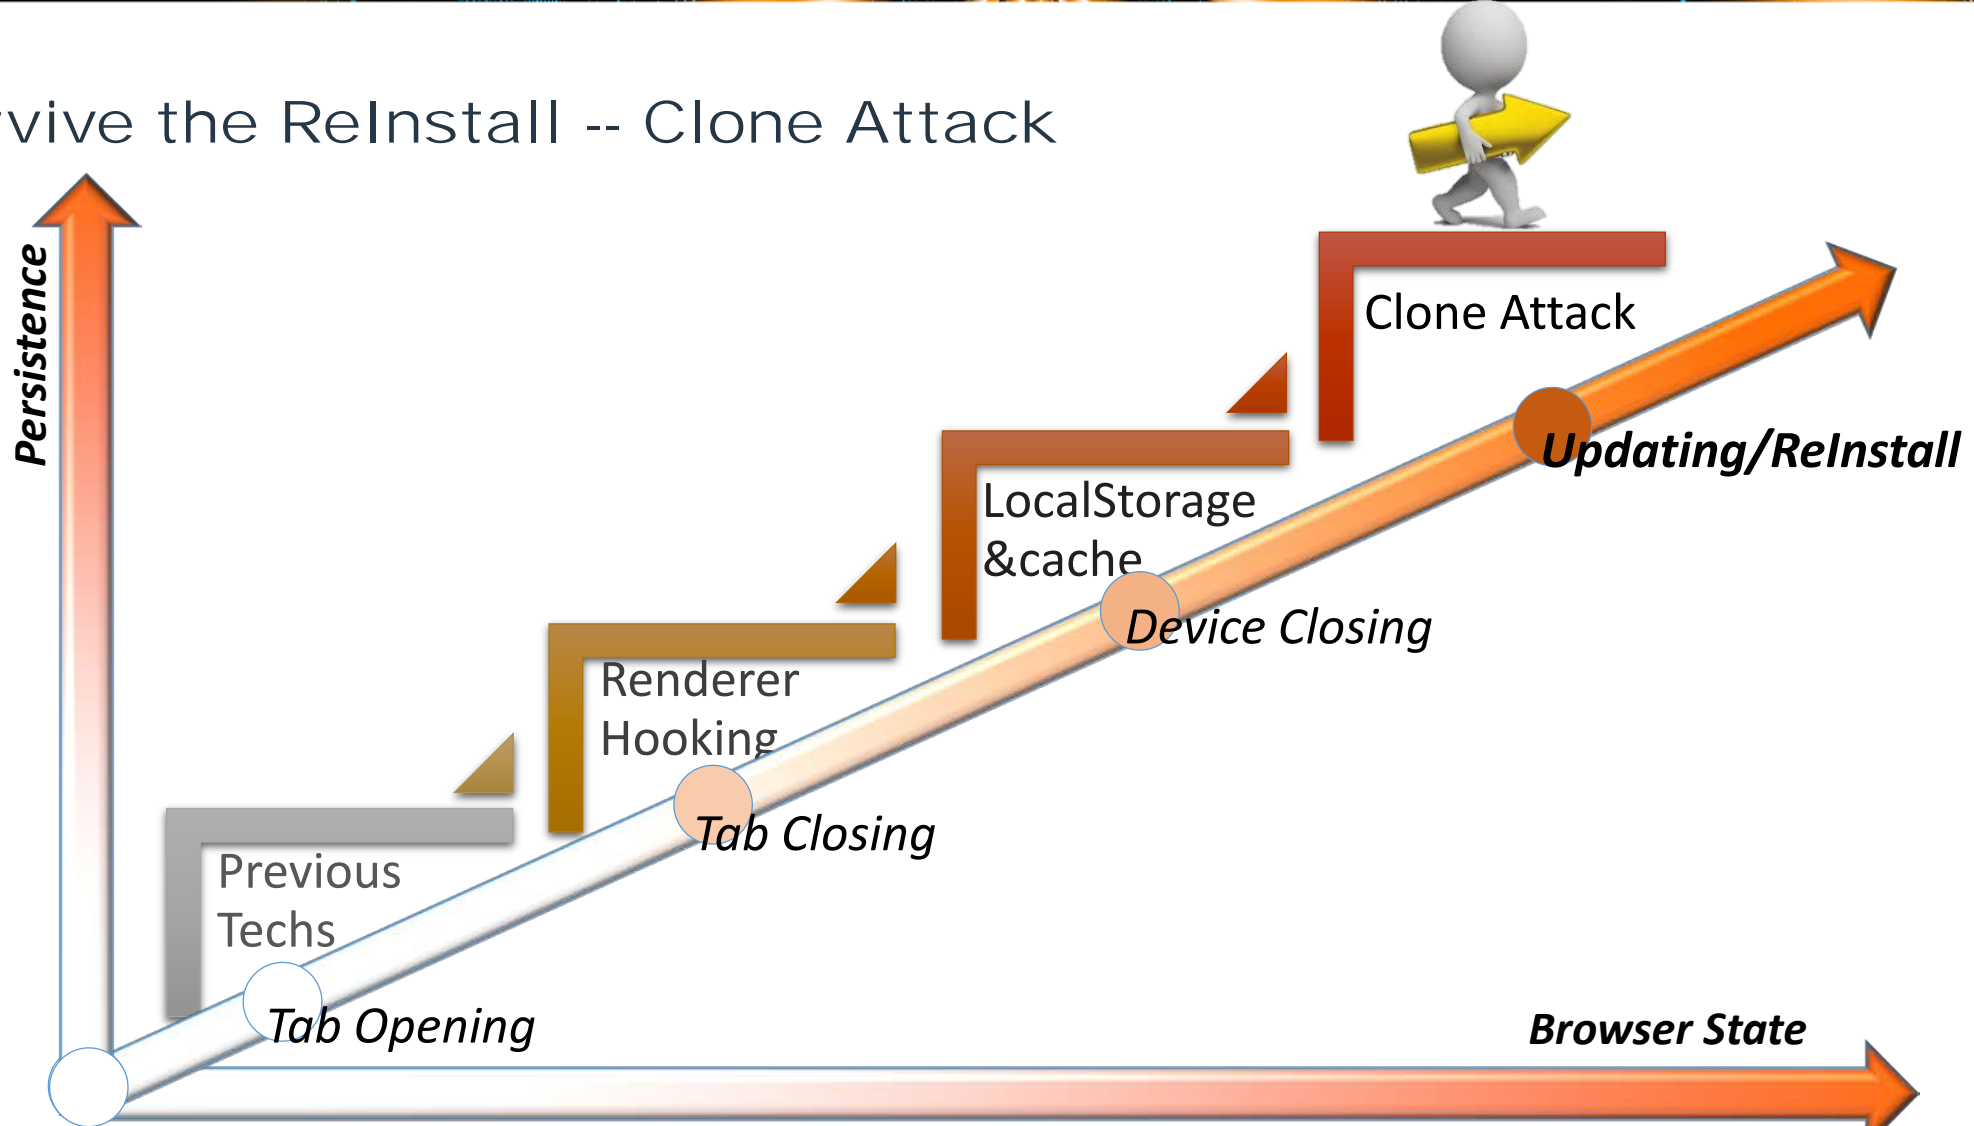 vive the ReInstall -- Clone Attack
Persistence
Clone Attack
Updating/ReInstall
LocalStorage
&cache
Device Closing
Renderer
Hooking
Tab Closing
Previous
Techs
Tab Opening
Browser State